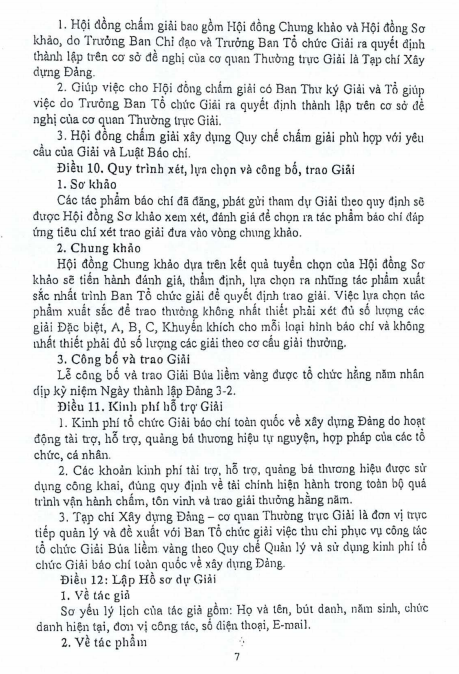 1. Hội đồng chấm giải bao gồm Hội đồng Chung khảo và Hội đồng Sơ
khảo, do Trưởng Ban Chỉ đạo và Trưởng Ban Tổ chức Giải ra quyết định
thành lập trên cơ sở đề nghị của cơ quan Thường trực Giải là Tạp chí Xây
dựng Đảng.
2. Giúp việc cho Hội đồng chấm giải có Ban Thư ký Giải và Tổ giúp
việc do Trưởng Ban Tổ chức Giải ra quyết định thành lập trên cơ sở đề
nghị của cơ quan Thường trực Giải.
3. Hội đồng chấm giải xây dựng Quy chế chấm giải phù hợp với yêu
cầu của Giải và Luật Báo chí.
Điều 10. Quy trình xét, lựa chọn và công bố, trao Giải
1. Sơ khảo
Các tác phẩm báo chí đã đăng, phát gửi tham dự Giải theo quy định sẽ
được Hội đồng Sơ khảo xem xét, đánh giá để chọn ra tác phẩm báo chí đáp
ứng tiêu chí xét trao giải đưa vào vòng chung khảo.
2. Chung khảo
Hội đồng Chung khảo dựa trên kết quả tuyển chọn của Hội đồng Sơ
khảo sẽ tiến hành đánh giá, thẩm định, lựa chọn ra những tác phẩm xuất
sắc nhất trình Ban Tổ chức giải để quyết định trao giải. Việc lựa chọn tác
phẩm xuất sắc để trao thưởng không nhất thiết phải xét đủ số lượng các
giải Đặc biệt, A, B, C, Khuyến khích cho mỗi loại hình báo chí và không
nhất thiết phải đủ số lượng các giải theo cơ cấu giải thưởng.
3. Công bố và trao Giải
Lễ công bố và trao Giải Búa liềm vàng được tổ chức hằng năm nhân
dịp kỷ niệm Ngày thành lập Đảng 3-2.
Điều 11. Kinh phí hỗ trợ Giải
1. Kinh phí tổ chức Giải báo chí toàn quốc về xây dựng Đảng do hoạt
động tài trợ, hỗ trợ, quảng bá thương hiệu tự nguyện, hợp pháp của các tổ
chức, cá nhân.
2. Các khoản kinh phí tài trợ, hỗ trợ, quảng bá thương hiệu được sử
dụng công khai, đúng quy định về tài chính hiện hành trong toàn bộ quá
trình vận hành chấm, tôn vinh và trao giải thưởng hằng năm.
3. Tạp chí Xây dựng Đảng – cơ quan Thường trực Giải là đơn vị trực
tiếp quản lý và đề xuất với Ban Tổ chức giải việc thu chi phục vụ công tác
tổ chức Giải Búa liềm vàng theo Quy chế Quản lý và sử dụng kinh phí tổ
chức Giải báo chí toàn quốc về xây dựng Đảng.
Điều 12: Lập Hồ sơ dự Giải
1. Về tác giả
Sơ yếu lý lịch của tác giả gồm: Họ và tên, bút danh, năm sinh, chức
danh hiện tại, đơn vị công tác, số điện thoại, E-mail.
2. Về tác phẩm
7